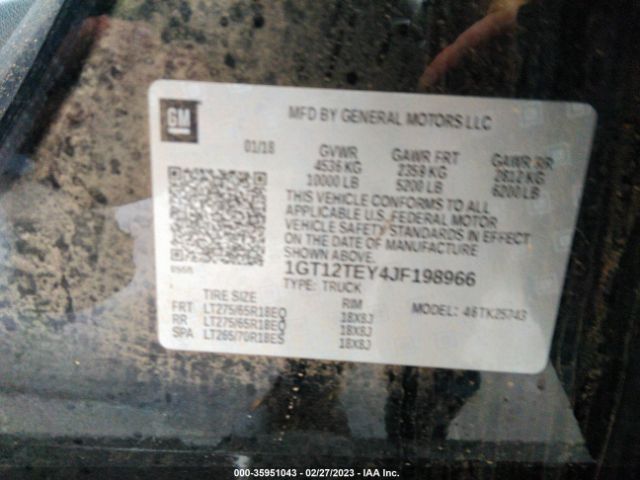 GM
MFD BY GENERAL MOTORS LLC
01/18 GVWR GAWR FRT GAWR RR
4536 KG 2359 KG 2812 KG
10000 LB 5200 LB 6200 LB
THIS VEHICLE CONFORMS TO ALL
APPLICABLE U.S. FEDERAL MOTOR
VEHICLE SAFETY STANDARDS IN EFFECT
ON THE DATE OF MANUFACTURE
SHOWN ABOVE.
1GT12TEY4JF198966
TYPE: TRUCK
TIRE SIZE RIM MODEL: 48TK25743
FRT LT275/65R18EO 18X8J
RR LT275/65R18EO 18X8J
SPA LT265/70R18ES 18X8J
000-35951043 - 02/27/2023 - IAA Inc.